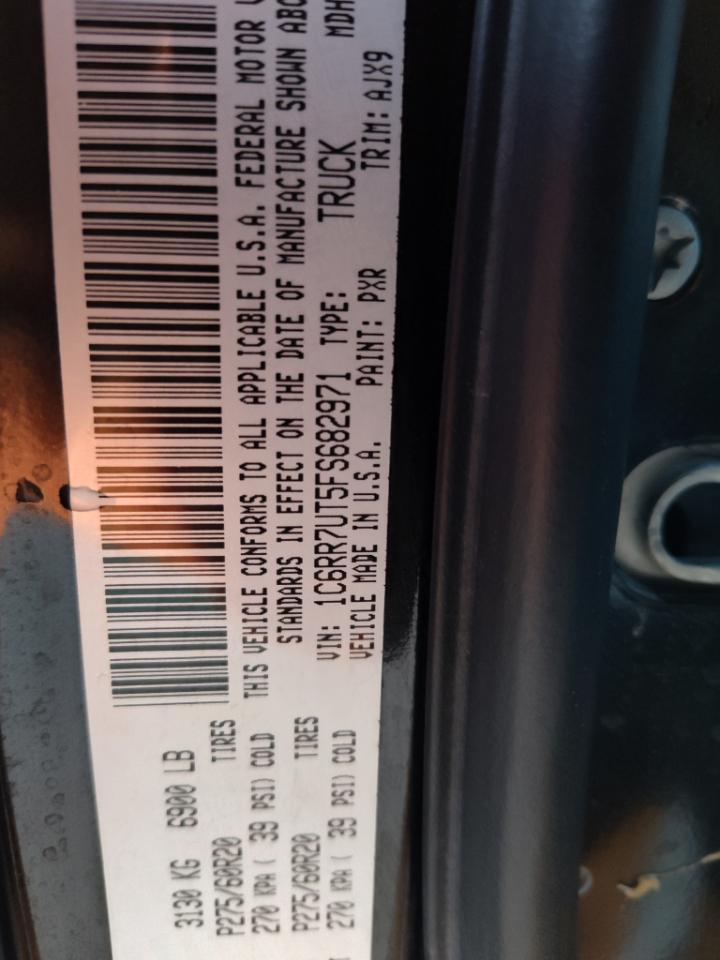 3130 KG 6900 LB
P275/60R20 TIRES
270 KPA ( 39 PSI) COLD
P275/60R20 TIRES
270 KPA ( 39 PSI) COLD
THIS VEHICLE CONFORMS TO ALL APPLICABLE U.S.A. FEDERAL MOTOR
STANDARDS IN EFFECT ON THE DATE OF MANUFACTURE SHOWN ABO
VIN: 1C6RR7UT5FS682971 TYPE: TRUCK MDH
VEHICLE MADE IN U.S.A. PAINT: PXR TRIM: AJX9